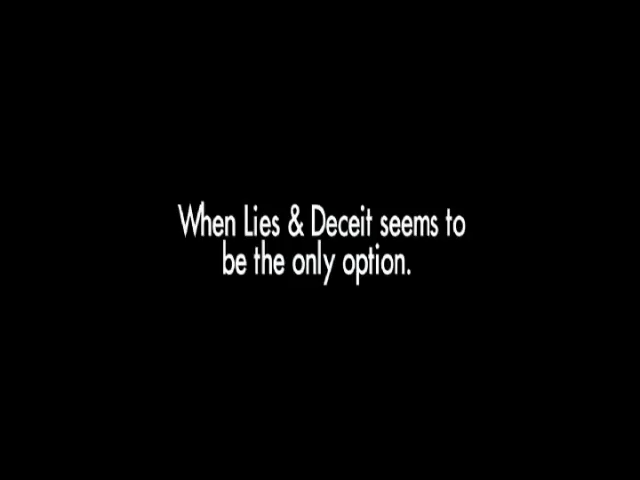 When Lies & Deceit seems to
be the only option.